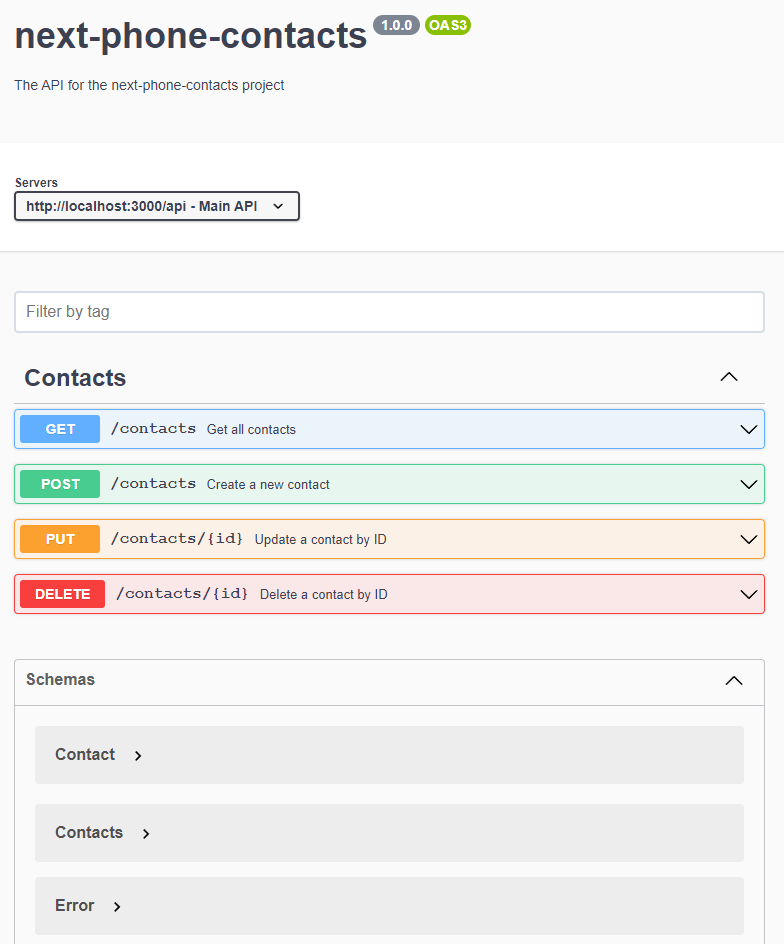 next-phone-contacts 1.0.0 OAS3
The API for the next-phone-contacts project
Servers
http://localhost:3000/api - Main API
Filter by tag
Contacts
GET /contacts Get all contacts
POST /contacts Create a new contact
PUT /contacts/{id} Update a contact by ID
DELETE /contacts/{id} Delete a contact by ID
Schemas
Contact
Contacts
Error